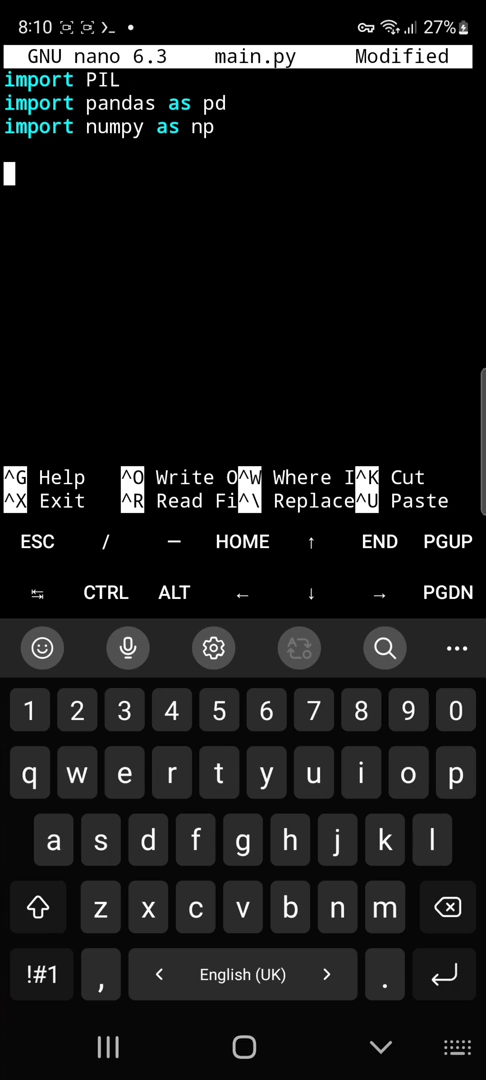 8:10 27%
GNU nano 6.3 main.py Modified
import PIL
import pandas as pd
import numpy as np
^G Help ^O Write O^W Where I^K Cut
^X Exit ^R Read Fi^\ Replace^U Paste
ESC / — HOME ↑ END PGUP
↹ CTRL ALT ← ↓ → PGDN
1 2 3 4 5 6 7 8 9 0
q w e r t y u i o p
a s d f g h j k l
z x c v b n m
!#1 , < English (UK) > .